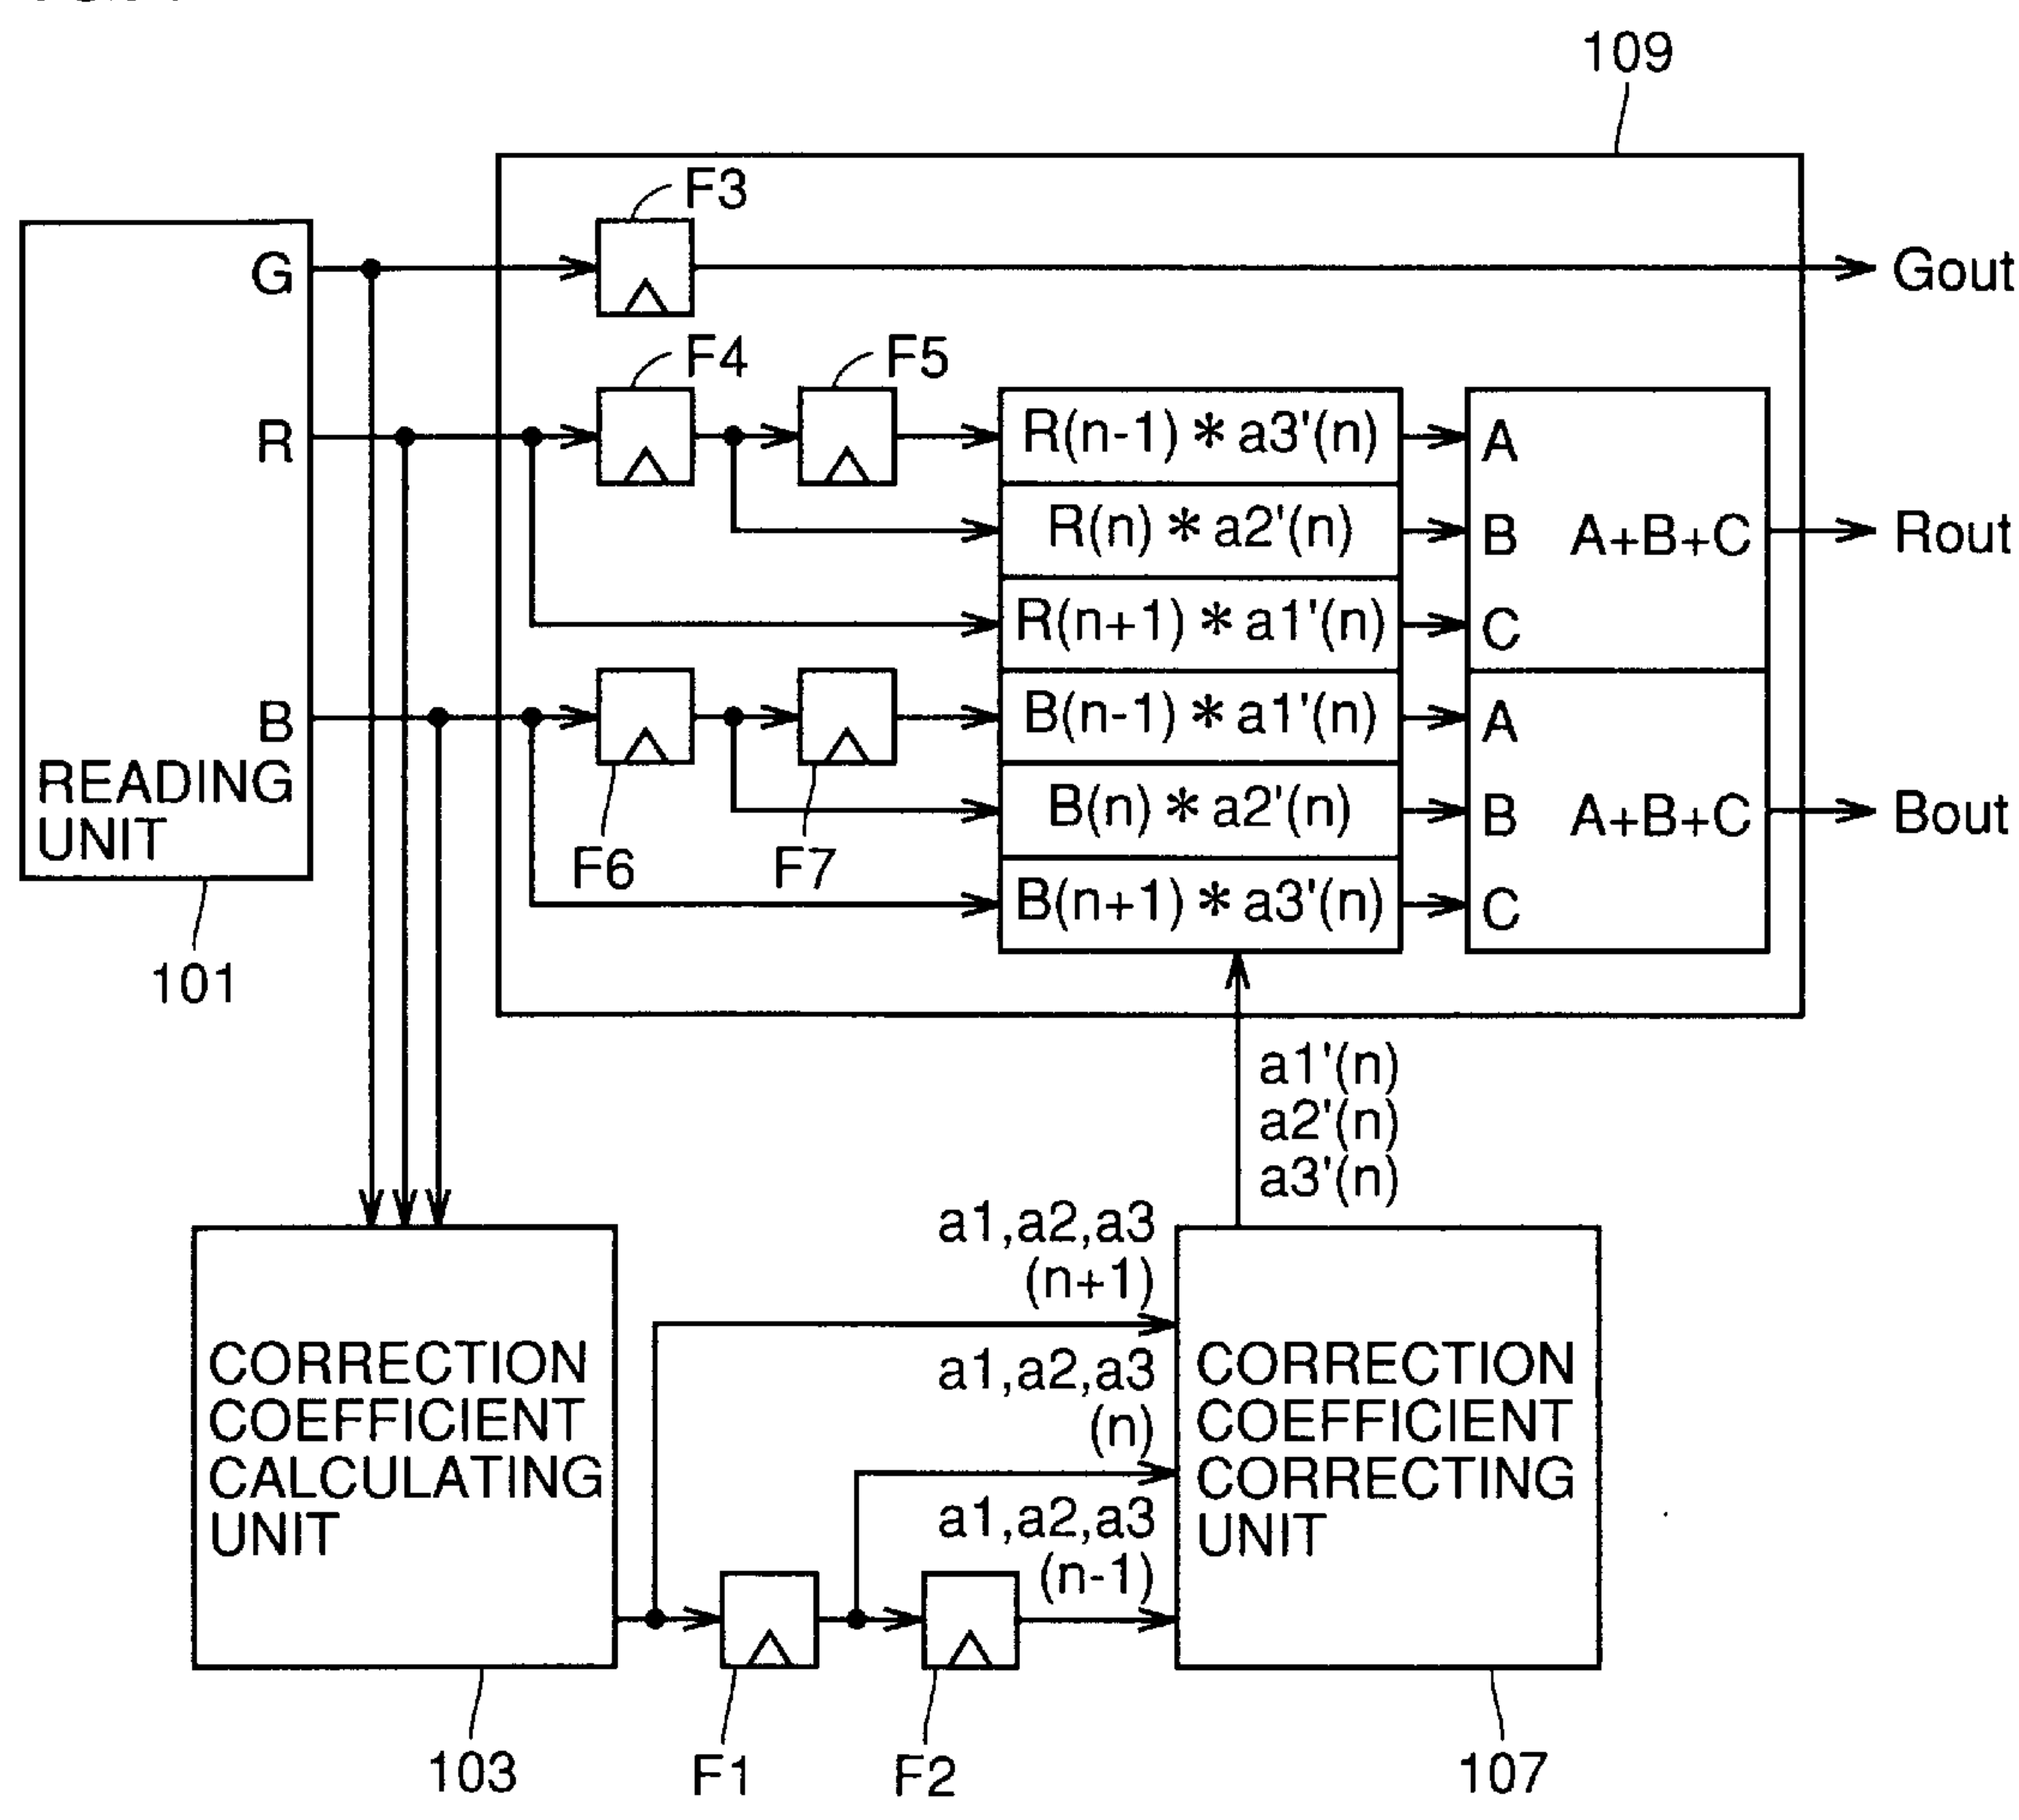 109
F3
G
Gout
F4
F5
R
R(n-1) * a3'(n)
A
R(n) * a2'(n)
B
A+B+C
Rout
R(n+1) * a1'(n)
C
B
B(n-1) * a1'(n)
A
READING
UNIT
B(n) * a2'(n)
B
A+B+C
Bout
F6
F7
B(n+1) * a3'(n)
C
101
a1'(n)
a2'(n)
a3'(n)
a1,a2,a3
(n+1)
a1,a2,a3
(n)
a1,a2,a3
(n-1)
CORRECTION
COEFFICIENT
CALCULATING
UNIT
CORRECTION
COEFFICIENT
CORRECTING
UNIT
103
F1
F2
107